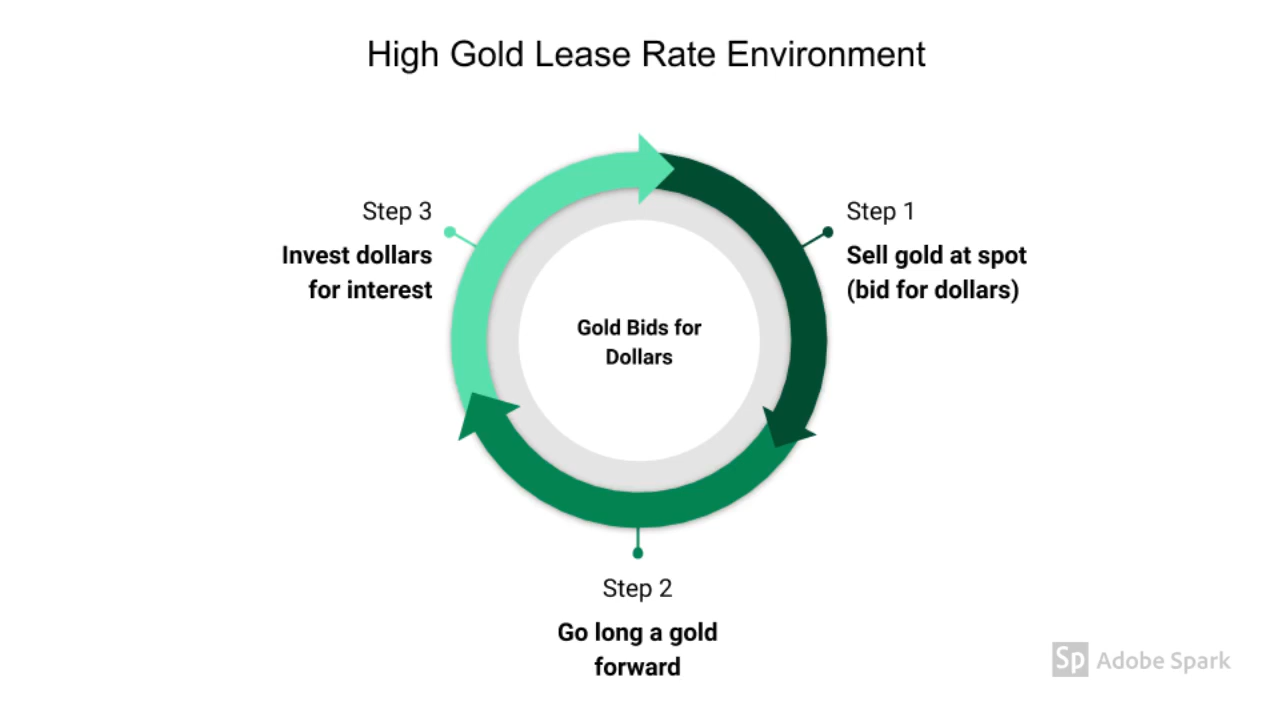 High Gold Lease Rate Environment
Step 1
Sell gold at spot
(bid for dollars)
Step 2
Go long a gold
forward
Step 3
Invest dollars
for interest
Gold Bids for
Dollars
Sp Adobe Spark